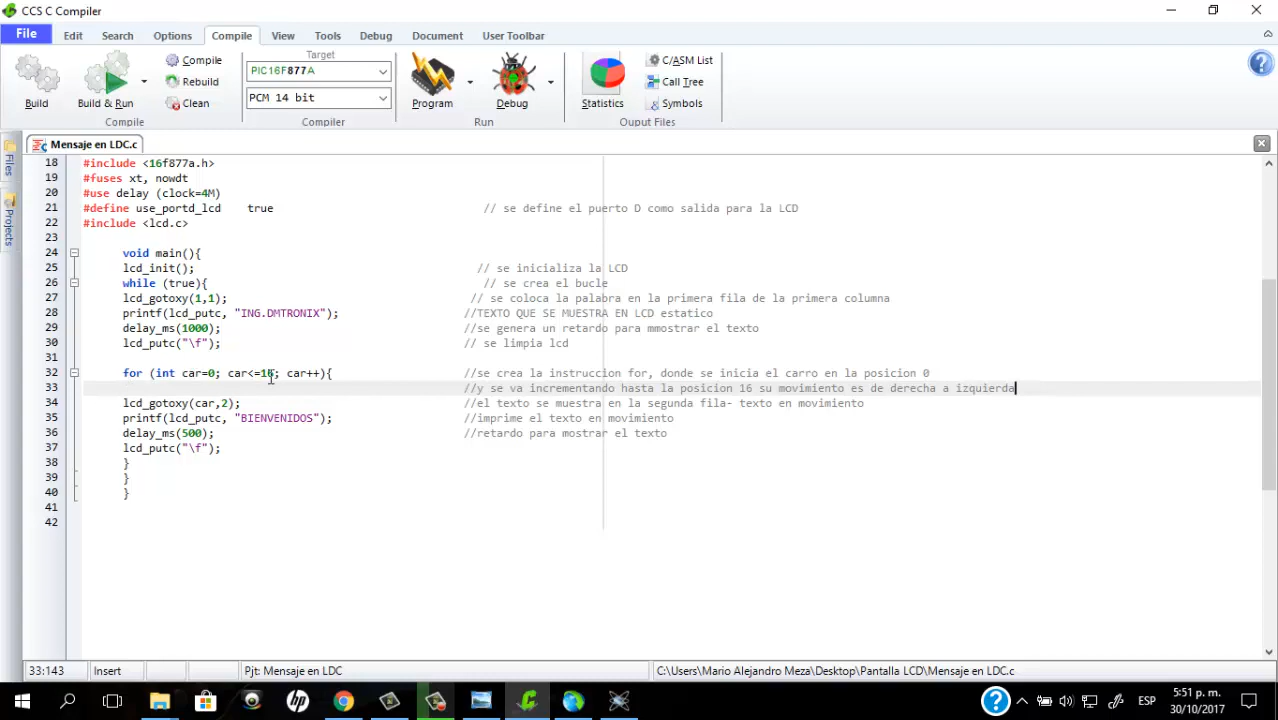 CCS C Compiler
File Edit Search Options Compile View Tools Debug Document User Toolbar
Build
Build & Run
Compile
Rebuild
Clean
Compile
Target
PIC16F877A
PCM 14 bit
Compiler
Program
Debug
Run
Statistics
C/ASM List
Call Tree
Symbols
Ouput Files
Files
Projects
Mensaje en LDC.c
18 #include <16f877a.h>
19 #fuses xt, nowdt
20 #use delay (clock=4M)
21 #define use_portd_lcd true // se define el puerto D como salida para la LCD
22 #include <lcd.c>
23
24 void main(){
25 lcd_init(); // se inicializa la LCD
26 while (true){ // se crea el bucle
27 lcd_gotoxy(1,1); // se coloca la palabra en la primera fila de la primera columna
28 printf(lcd_putc, "ING.DMTRONIX"); //TEXTO QUE SE MUESTRA EN LCD estatico
29 delay_ms(1000); //se genera un retardo para mmostrar el texto
30 lcd_putc("\f"); // se limpia lcd
31
32 for (int car=0; car<=16; car++){ //se crea la instruccion for, donde se inicia el carro en la posicion 0
33 //y se va incrementando hasta la posicion 16 su movimiento es de derecha a izquierda
34 lcd_gotoxy(car,2); //el texto se muestra en la segunda fila- texto en movimiento
35 printf(lcd_putc, "BIENVENIDOS"); //imprime el texto en movimiento
36 delay_ms(500); //retardo para mostrar el texto
37 lcd_putc("\f");
38 }
39 }
40 }
41
42
33:143 Insert Pjt: Mensaje en LDC C:\Users\Mario Alejandro Meza\Desktop\Pantalla LCD\Mensaje en LDC.c
hp
ESP
5:51 p. m.
30/10/2017